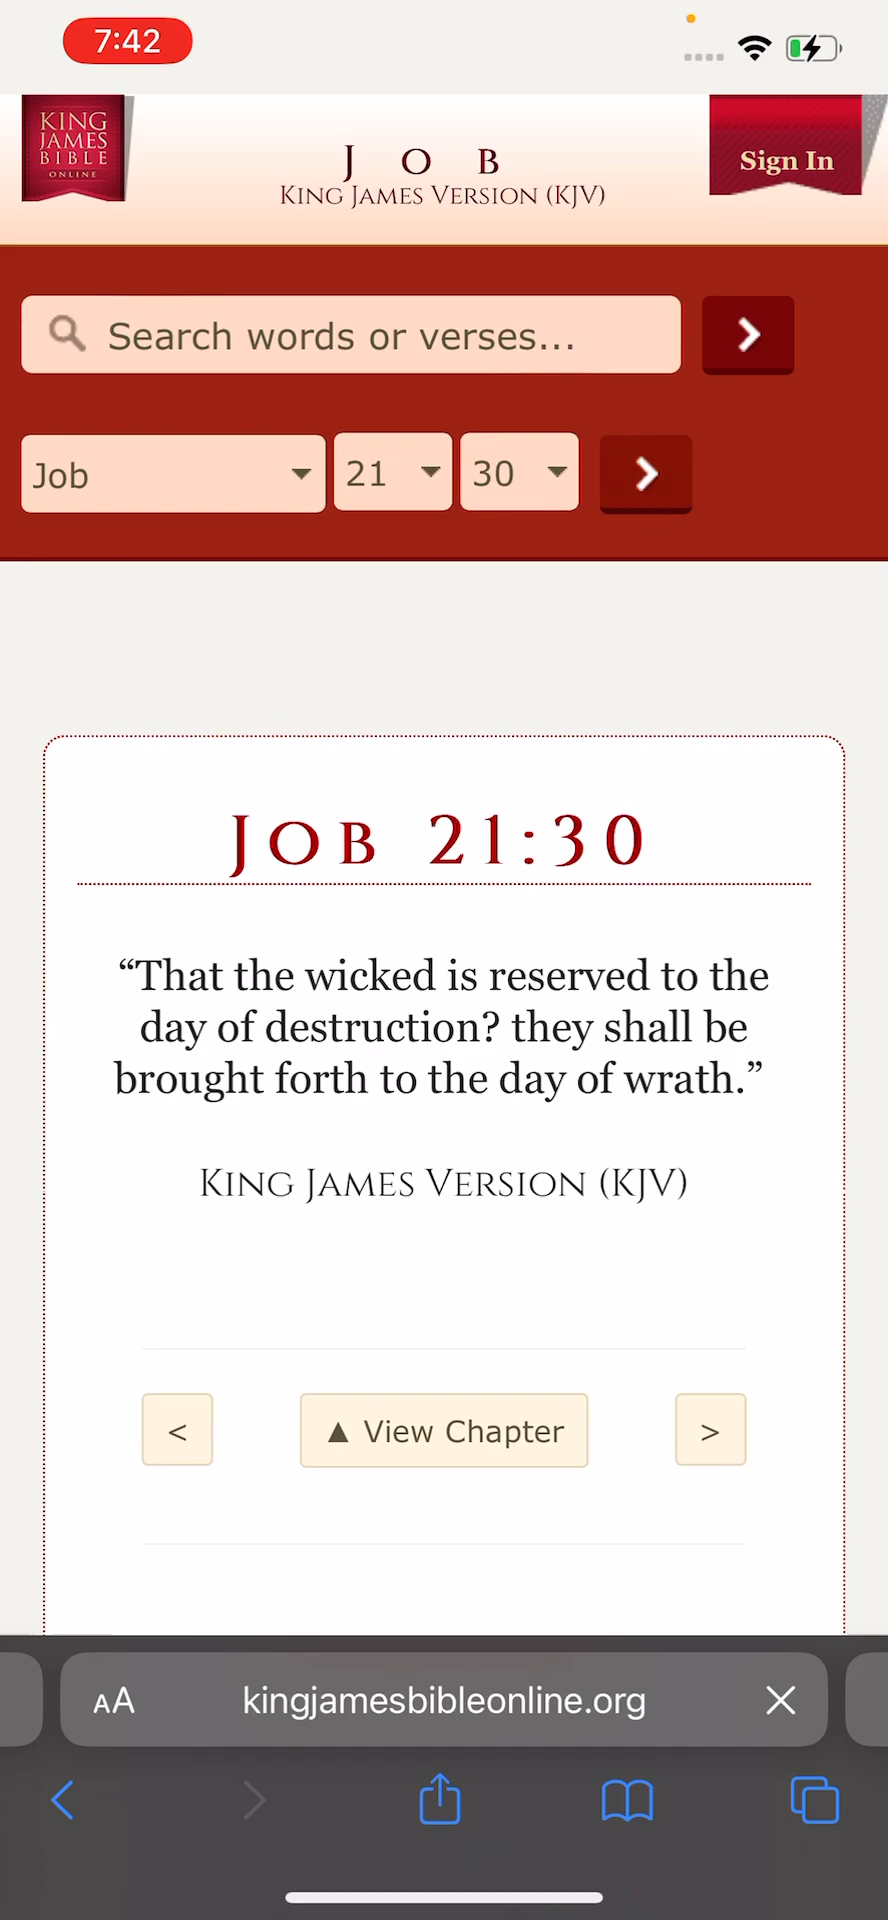 7:42
KING
JAMES
BIBLE
ONLINE
JOB
KING JAMES VERSION (KJV)
Sign In
Search words or verses...
Job 21 30
JOB 21:30
“That the wicked is reserved to the
day of destruction? they shall be
brought forth to the day of wrath.”
KING JAMES VERSION (KJV)
< ▲ View Chapter >
AA kingjamesbibleonline.org